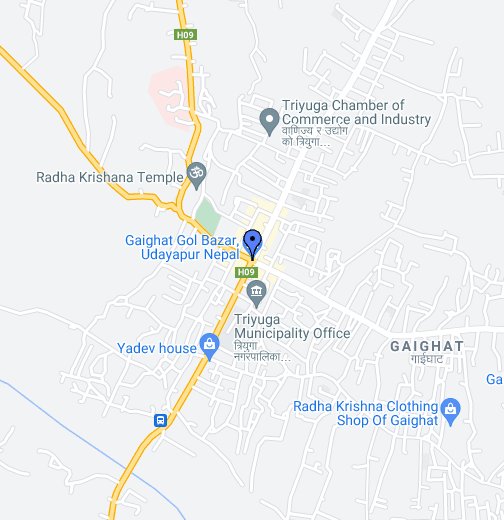 H09
Triyuga Chamber of
Commerce and Industry
वाणिज्य र उद्योग
को त्रियुगा...
Radha Krishana Temple
Gaighat Gol Bazar,
Udayapur Nepal
H09
Triyuga
Municipality Office
त्रियुगा
नगरपालिका...
Yadev house
GAIGHAT
गाईघाट
Ga
Radha Krishna Clothing
Shop Of Gaighat